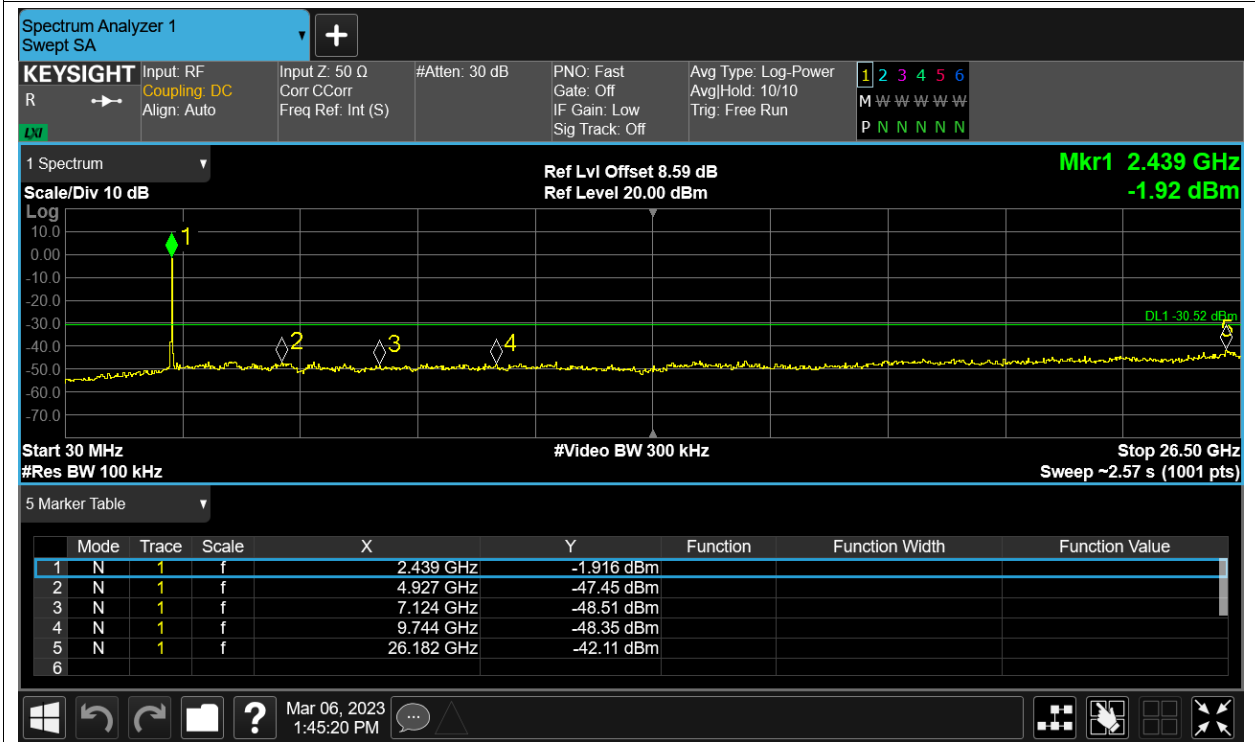 Spectrum Analyzer 1
Swept SA
+
KEYSIGHT
R
LXI
Input: RF
Coupling: DC
Align: Auto
Input Z: 50 Ω
Corr CCorr
Freq Ref: Int (S)
#Atten: 30 dB
PNO: Fast
Gate: Off
IF Gain: Low
Sig Track: Off
Avg Type: Log-Power
Avg|Hold: 10/10
Trig: Free Run
1 2 3 4 5 6
M W W W W W
P N N N N N
1 Spectrum
Scale/Div 10 dB
Ref Lvl Offset 8.59 dB
Ref Level 20.00 dBm
Mkr1 2.439 GHz
-1.92 dBm
Log
10.0
0.00
-10.0
-20.0
-30.0
-40.0
-50.0
-60.0
-70.0
1
2
3
4
5
DL1 -30.52 dBm
Start 30 MHz
#Res BW 100 kHz
#Video BW 300 kHz
Stop 26.50 GHz
Sweep ~2.57 s (1001 pts)
5 Marker Table
Mode Trace Scale X Y Function Function Width Function Value
1 N 1 f 2.439 GHz -1.916 dBm
2 N 1 f 4.927 GHz -47.45 dBm
3 N 1 f 7.124 GHz -48.51 dBm
4 N 1 f 9.744 GHz -48.35 dBm
5 N 1 f 26.182 GHz -42.11 dBm
6
?
Mar 06, 2023
1:45:20 PM